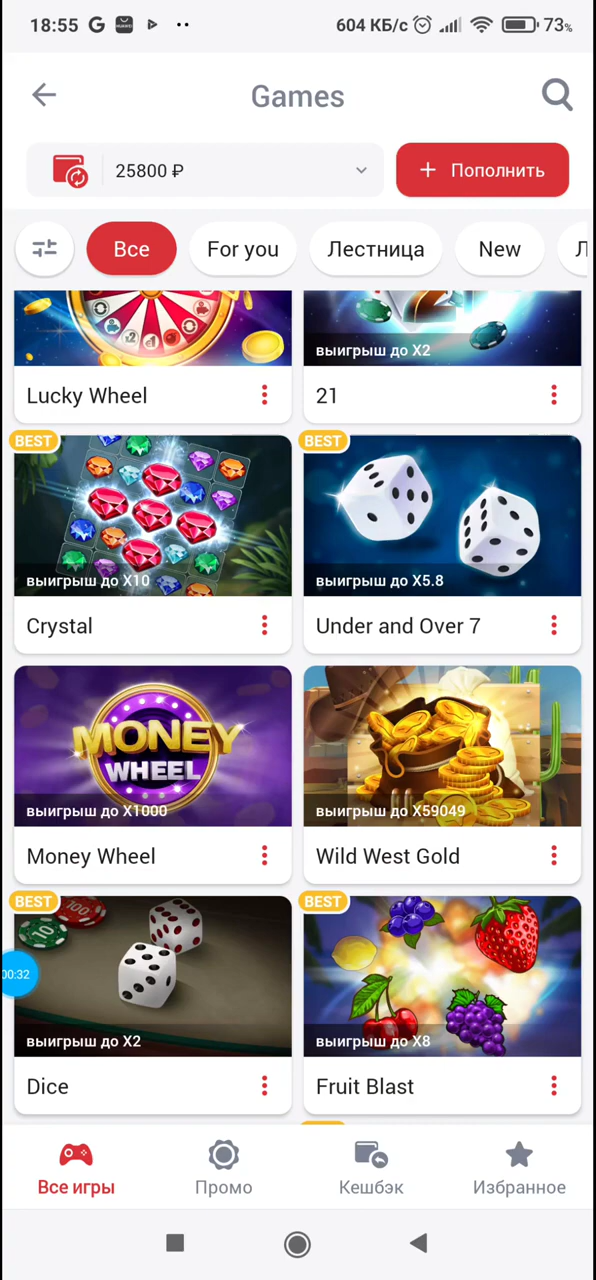 18:55
604 КБ/с
73%
Games
25800 ₽
+ Пополнить
Все
For you
Лестница
New
выигрыш до X2
Lucky Wheel
21
BEST
BEST
выигрыш до X10
выигрыш до X5.8
Crystal
Under and Over 7
MONEY
WHEEL
выигрыш до X1000
выигрыш до X59049
Money Wheel
Wild West Gold
BEST
BEST
100
10
00:32
выигрыш до X2
выигрыш до X8
Dice
Fruit Blast
Все игры
Промо
Кешбэк
Избранное